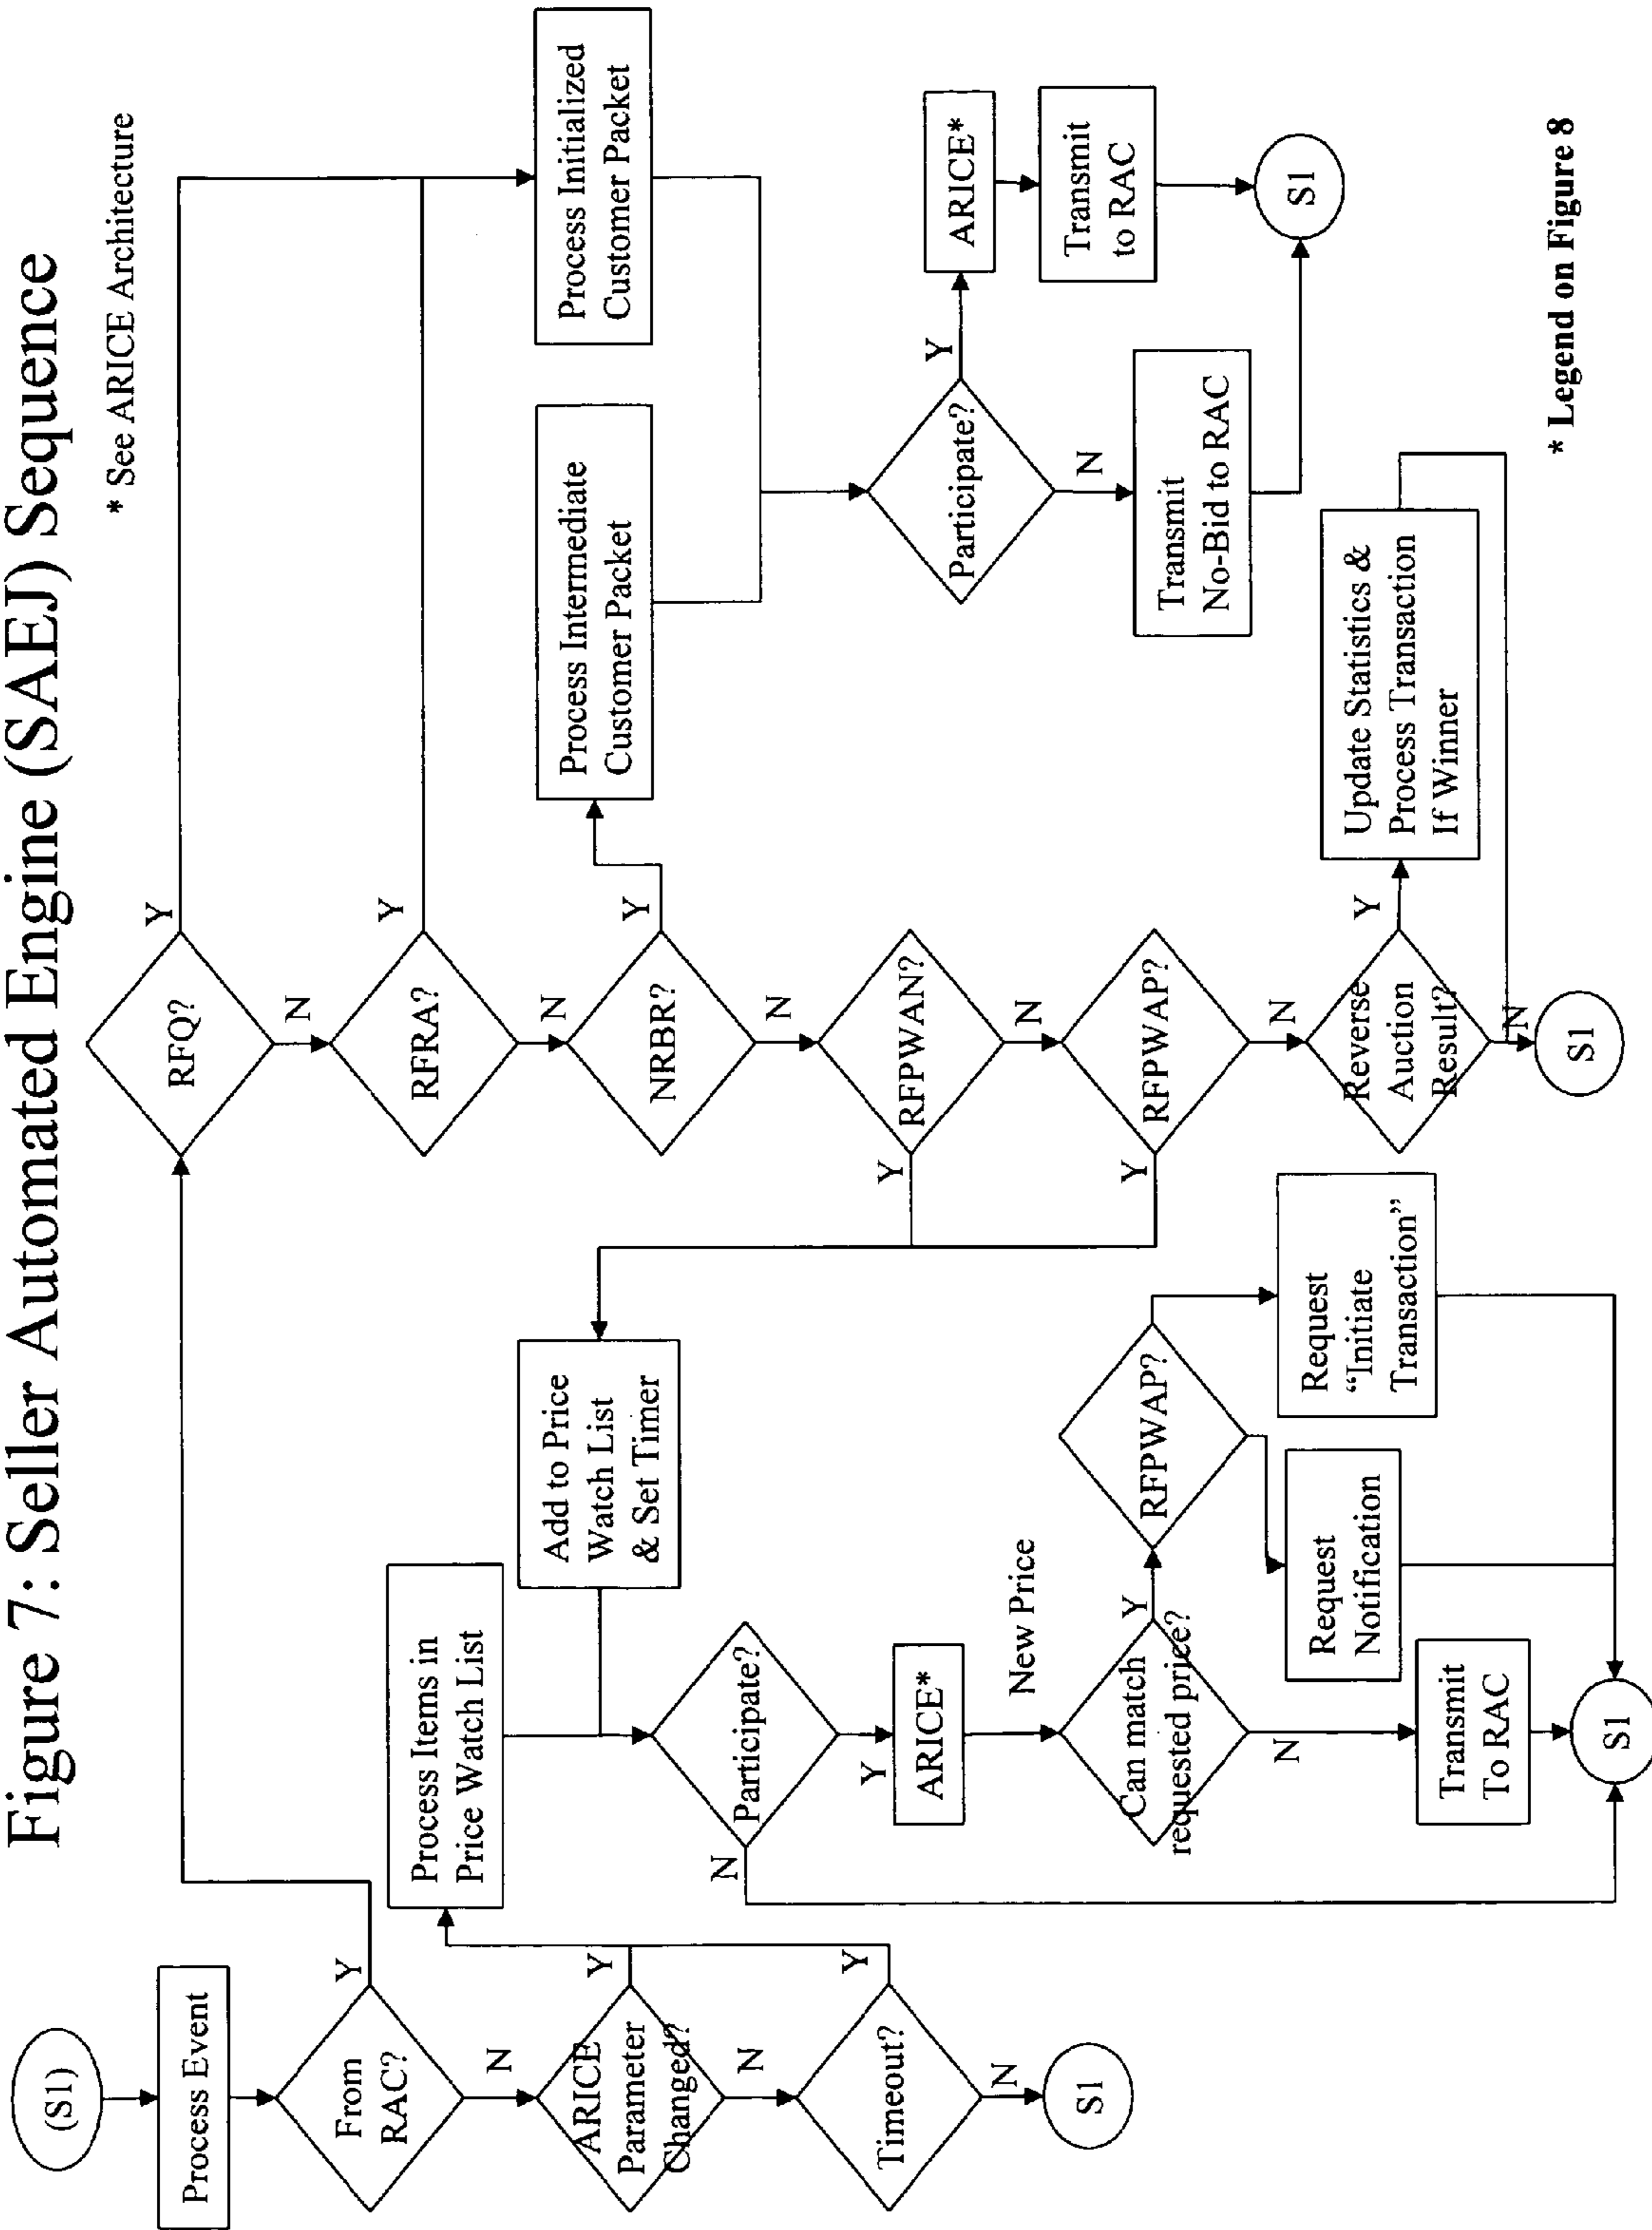 Figure 7: Seller Automated Engine (SAEJ) Sequence
* See ARICE Architecture
(S1)
Process Event
From
RAC?
Y
N
ARICE
Parameter
Changed?
Y
N
Timeout?
Y
N
S1
Process Items in
Price Watch List
Add to Price
Watch List
& Set Timer
Participate?
N
Y
ARICE*
New Price
Can match
requested price?
Y
N
Transmit
To RAC
RFPWAP?
Request
Notification
Request
“Initiate
Transaction”
S1
RFQ?
Y
N
RFRA?
Y
N
NRBR?
Y
N
RFPWAN?
Y
N
RFPWAP?
Y
N
Reverse
Auction
Result?
Y
N
S1
Update Statistics &
Process Transaction
If Winner
Process Intermediate
Customer Packet
Process Initialized
Customer Packet
Participate?
Y
N
ARICE*
Transmit
to RAC
Transmit
No-Bid to RAC
S1
* Legend on Figure 8